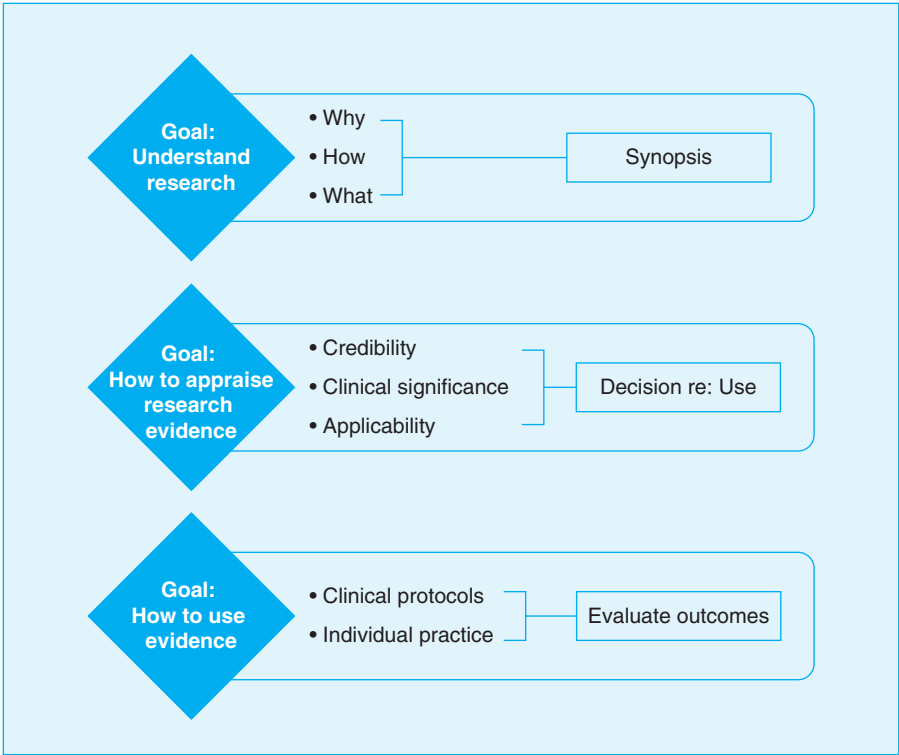 Goal:
Understand
research
• Why
• How
• What
Synopsis
Goal:
How to appraise
research
evidence
• Credibility
• Clinical significance
• Applicability
Decision re: Use
Goal:
How to use
evidence
• Clinical protocols
• Individual practice
Evaluate outcomes